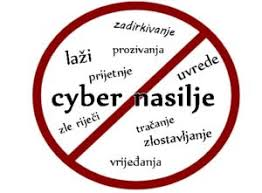 zadirkivanje
prozivanja
laži
uvrede
prijetnje
cyber nasilje
zle riječi
tračanje
zlostavljanje
vrijeđanja